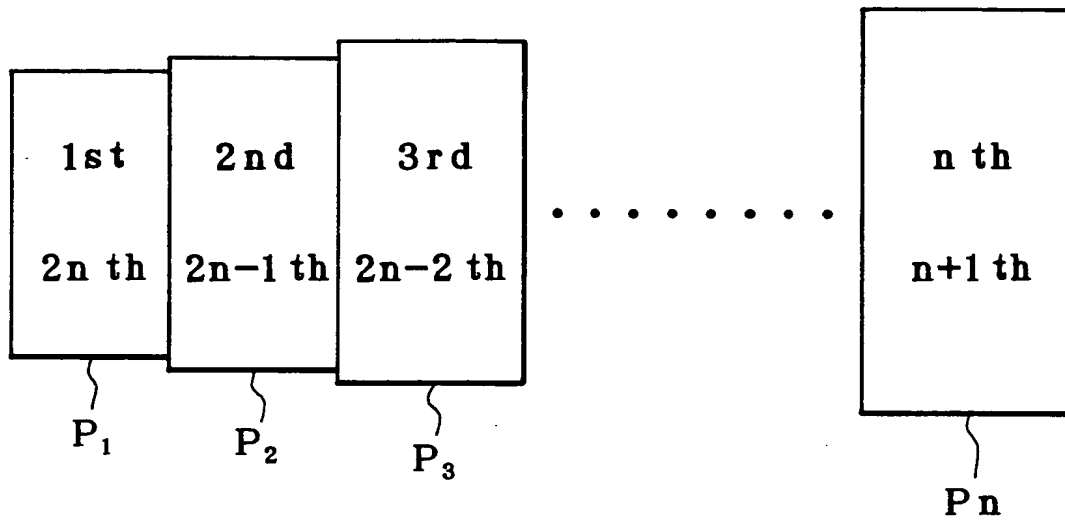 1st 2nd 3rd n th
2n th 2n-1 th 2n-2 th n+1 th
P₁ P₂ P₃ Pn